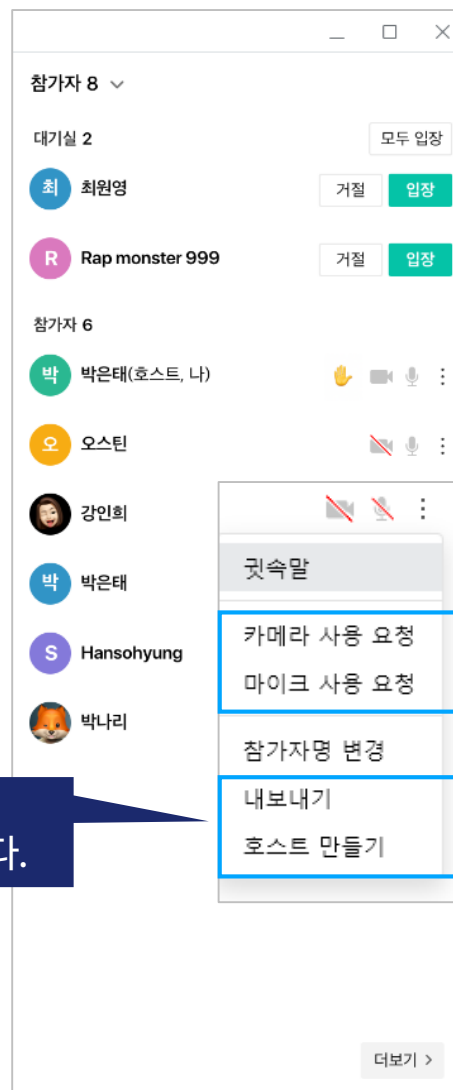 참가자 8
대기실 2
모두 입장
최 최원영 거절 입장
R Rap monster 999 거절 입장
참가자 6
박 박은태(호스트, 나)
오 오스틴
강인희
박 박은태
S Hansohyung
박나리
귓속말
카메라 사용 요청
마이크 사용 요청
참가자명 변경
내보내기
호스트 만들기
다.
더보기 >